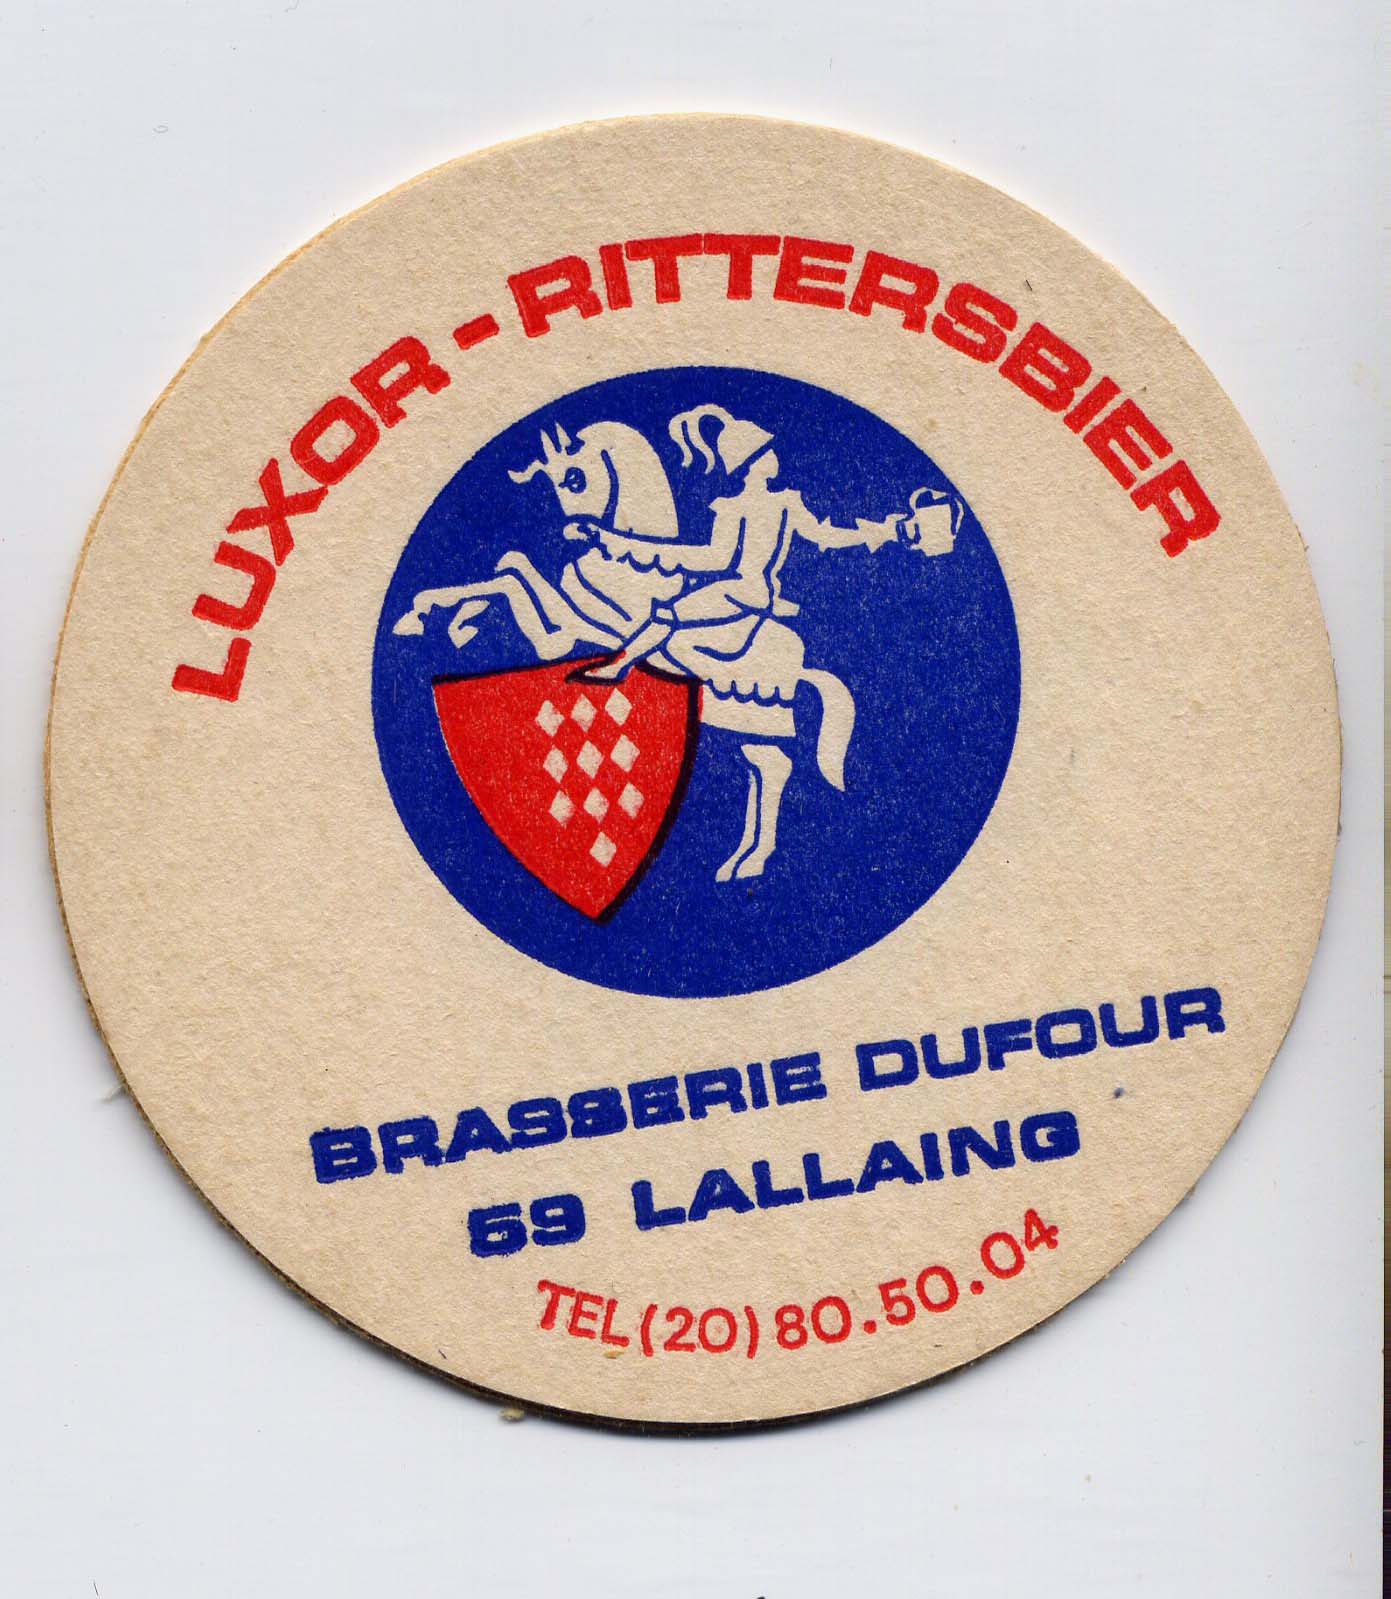 LUXOR - RITTERSBIER
BRASSERIE DUFOUR
59 LALLAING
TEL (20) 80.50.04